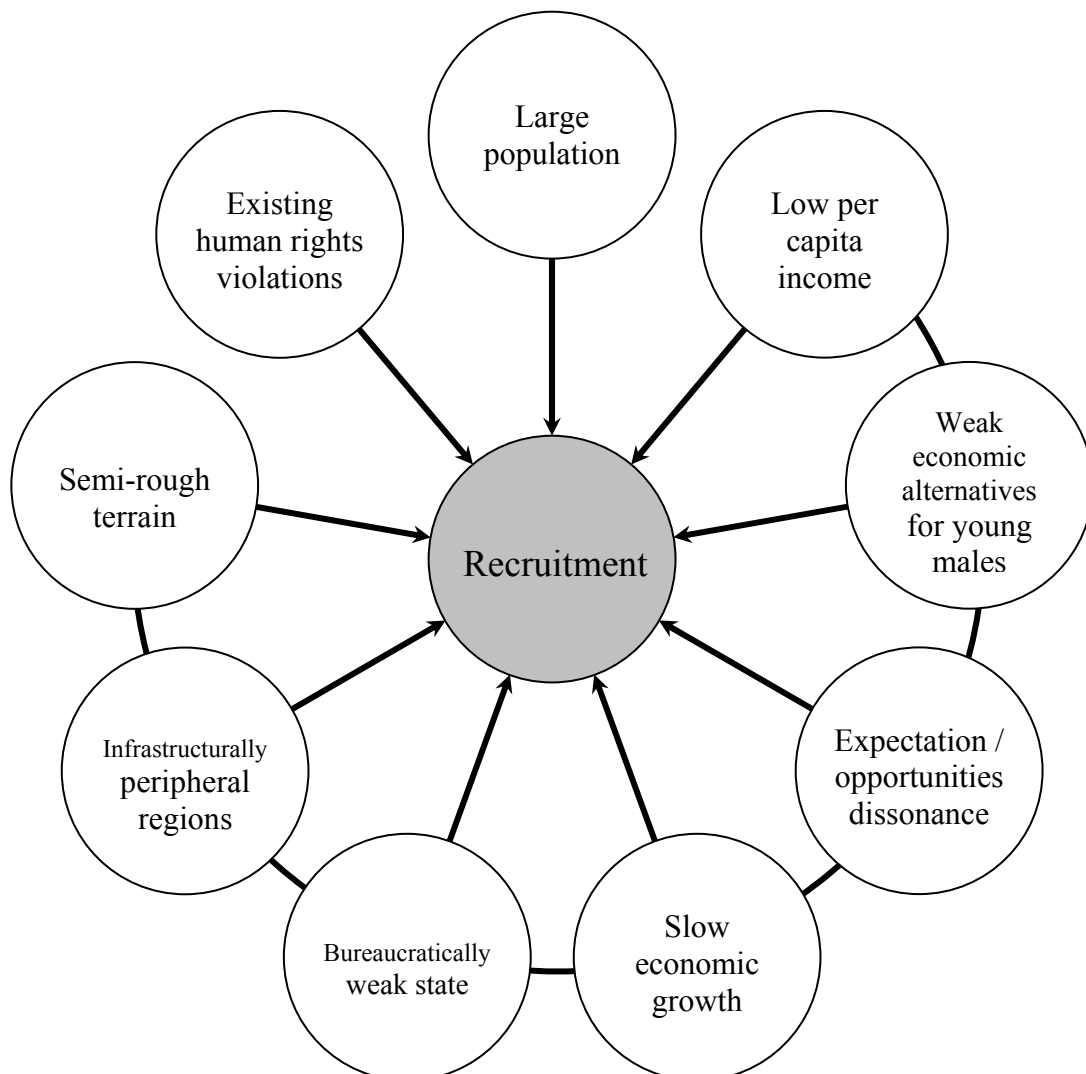 Large
population
Existing
human rights
violations
Low per
capita
income
Semi-rough
terrain
Weak
economic
alternatives
for young
males
Recruitment
Infrastructurally
peripheral
regions
Expectation /
opportunities
dissonance
Bureaucratically
weak state
Slow
economic
growth